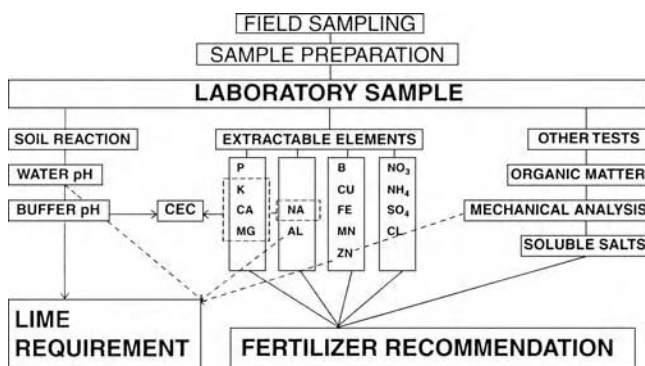 FIELD SAMPLING
SAMPLE PREPARATION
LABORATORY SAMPLE
SOIL REACTION
EXTRACTABLE ELEMENTS
OTHER TESTS
WATER pH
ORGANIC MATTER
BUFFER pH
CEC
MECHANICAL ANALYSIS
SOLUBLE SALTS
P
K
CA
MG
NA
AL
B
CU
FE
MN
ZN
NO3
NH4
SO4
CL
LIME
REQUIREMENT
FERTILIZER RECOMMENDATION